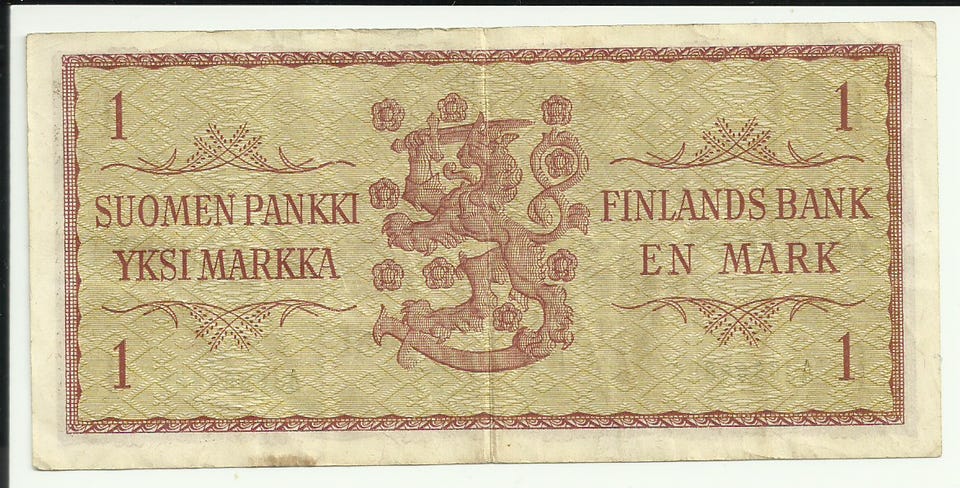 1
1
SUOMEN PANKKI
YKSI MARKKA
FINLANDS BANK
EN MARK
1
1